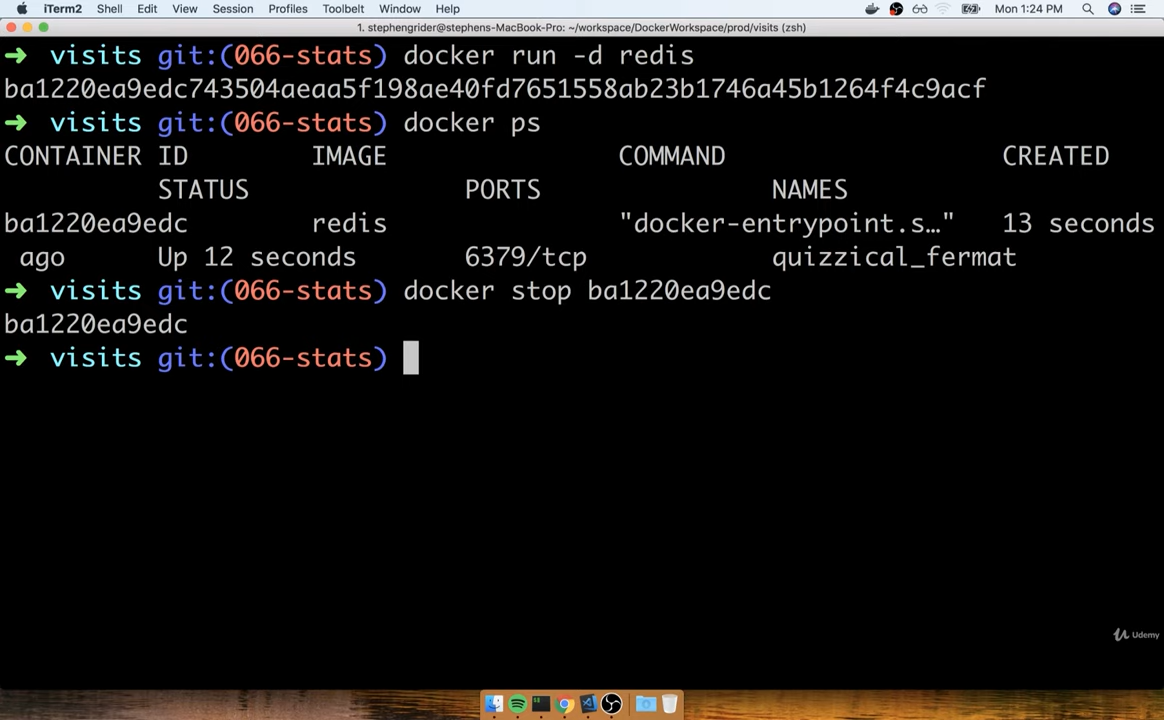 iTerm2 Shell Edit View Session Profiles Toolbelt Window Help Mon 1:24 PM
1. stephengrider@stephens-MacBook-Pro: ~/workspace/DockerWorkspace/prod/visits (zsh)
➜ visits git:(066-stats) docker run -d redis
ba1220ea9edc743504aeaa5f198ae40fd7651558ab23b1746a45b1264f4c9acf
➜ visits git:(066-stats) docker ps
CONTAINER ID IMAGE COMMAND CREATED
STATUS PORTS NAMES
ba1220ea9edc redis "docker-entrypoint.s…" 13 seconds
ago Up 12 seconds 6379/tcp quizzical_fermat
➜ visits git:(066-stats) docker stop ba1220ea9edc
ba1220ea9edc
➜ visits git:(066-stats)
Udemy